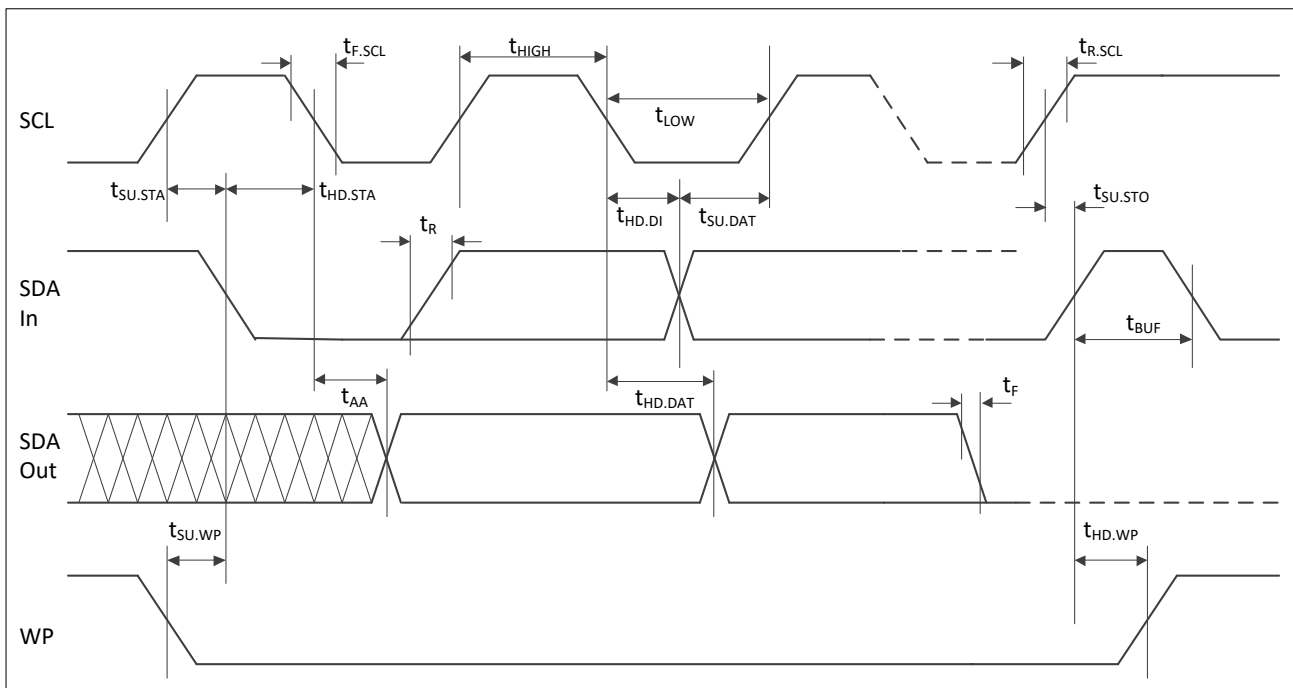 tF.SCL
tHIGH
tR.SCL
SCL
tLOW
tSU.STA
tHD.STA
tHD.DI
tSU.DAT
tSU.STO
tR
SDA
In
tBUF
tAA
tHD.DAT
tF
SDA
Out
tSU.WP
tHD.WP
WP